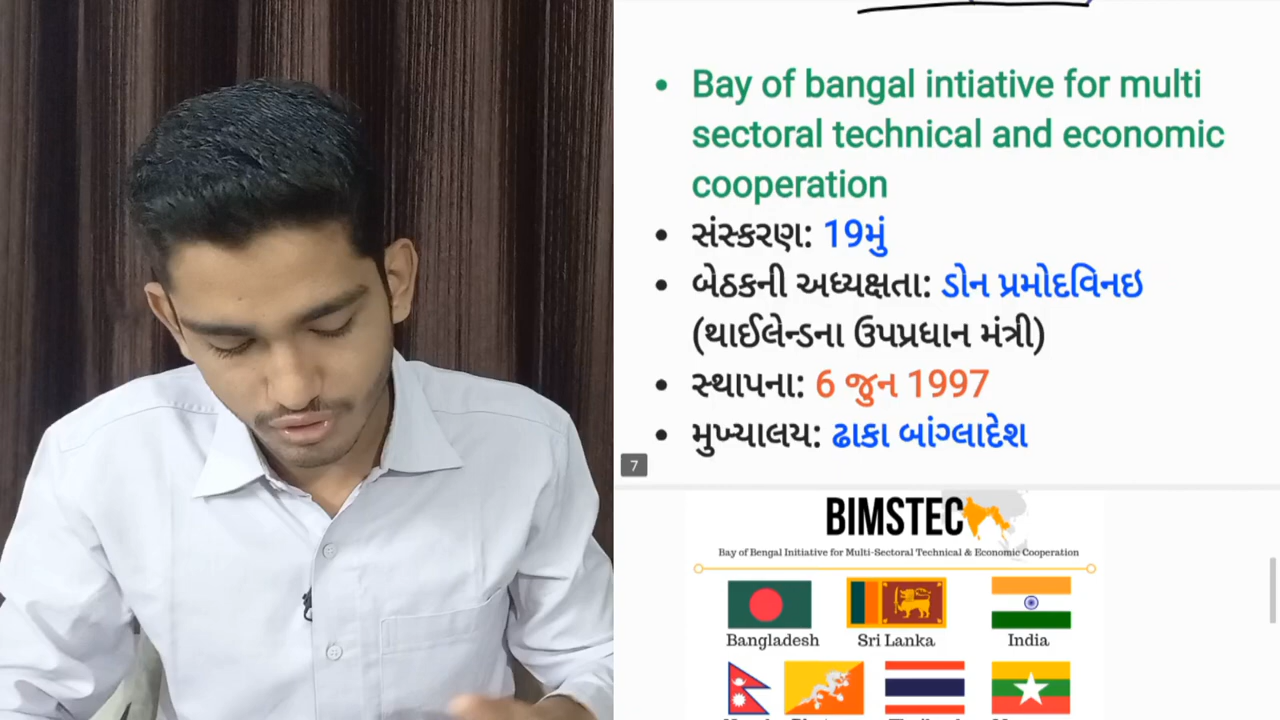 Bay of bangal intiative for multi
sectoral technical and economic
cooperation
સંસ્કરણ: 19મું
બેઠકની અધ્યક્ષતા: ડોન પ્રમોદવિનઇ
(થાઈલેન્ડના ઉપપ્રધાન મંત્રી)
સ્થાપના: 6 જુન 1997
મુખ્યાલય: ઢાકા બાંગ્લાદેશ
7
BIMSTEC
Bay of Bengal Initiative for Multi-Sectoral Technical & Economic Cooperation
Bangladesh Sri Lanka India